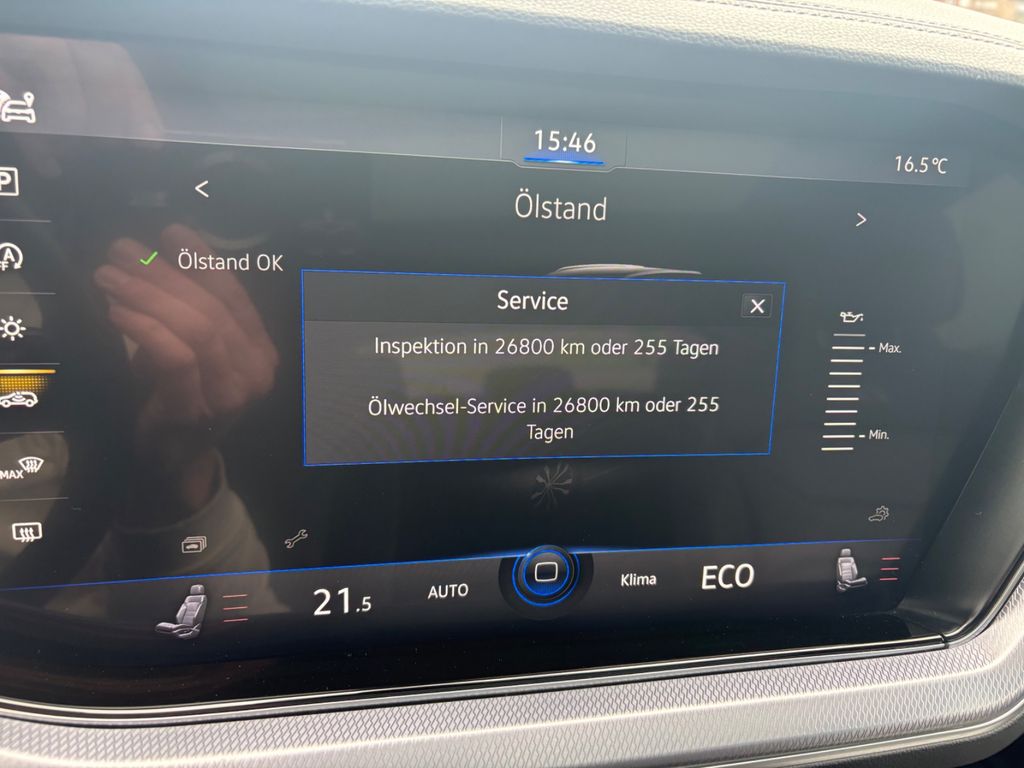 15:46
16.5°C
P
<
Ölstand
>
A
✓ Ölstand OK
Service
X
Inspektion in 26800 km oder 255 Tagen
Ölwechsel-Service in 26800 km oder 255
Tagen
Max.
Min.
MAX
21.5
AUTO
Klima
ECO